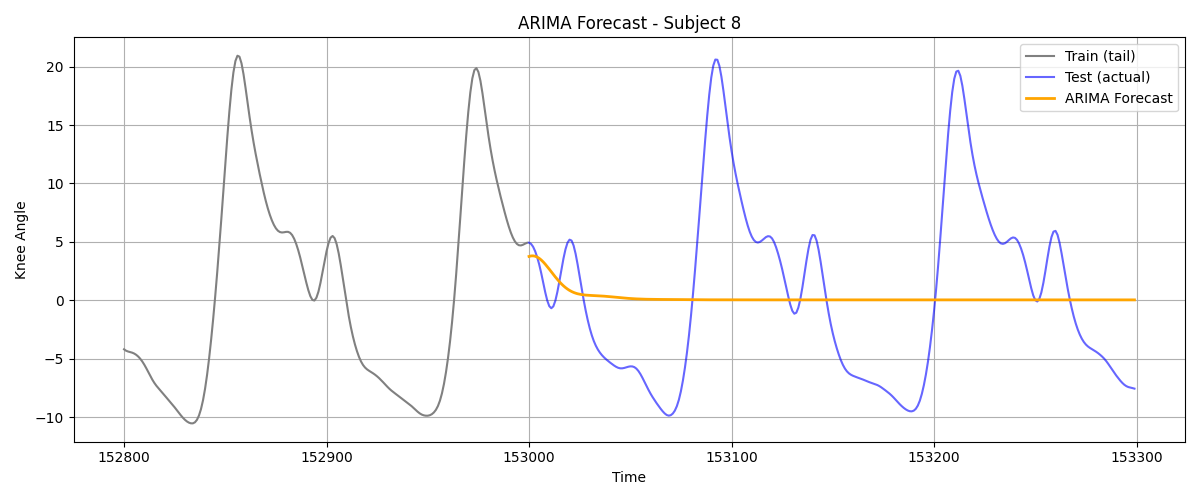 ARIMA Forecast - Subject 8
Train (tail)
Test (actual)
ARIMA Forecast
Knee Angle
20
15
10
5
0
−5
−10
152800 152900 153000 153100 153200 153300
Time